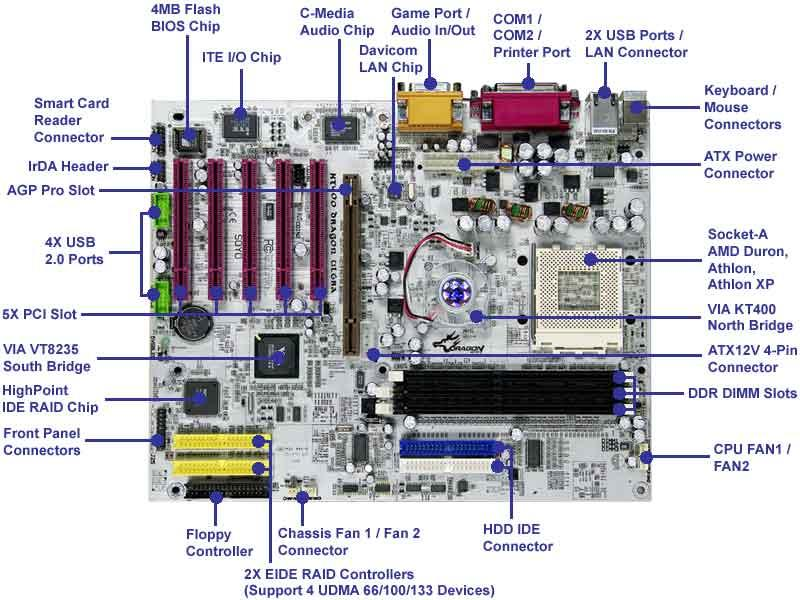 4MB Flash
BIOS Chip
ITE I/O Chip
C-Media
Audio Chip
Davicom
LAN Chip
Game Port /
Audio In/Out
COM1 /
COM2 /
Printer Port
2X USB Ports /
LAN Connector
Keyboard /
Mouse
Connectors
Smart Card
Reader
Connector
IrDA Header
AGP Pro Slot
ATX Power
Connector
4X USB
2.0 Ports
Socket-A
AMD Duron,
Athlon,
Athlon XP
SOYO
5X PCI Slot
VIA KT400
North Bridge
DRAGON
VIA VT8235
South Bridge
ATX12V 4-Pin
Connector
HighPoint
IDE RAID Chip
DDR DIMM Slots
Front Panel
Connectors
CPU FAN1 /
FAN2
Floppy
Controller
Chassis Fan 1 / Fan 2
Connector
HDD IDE
Connector
2X EIDE RAID Controllers
(Support 4 UDMA 66/100/133 Devices)